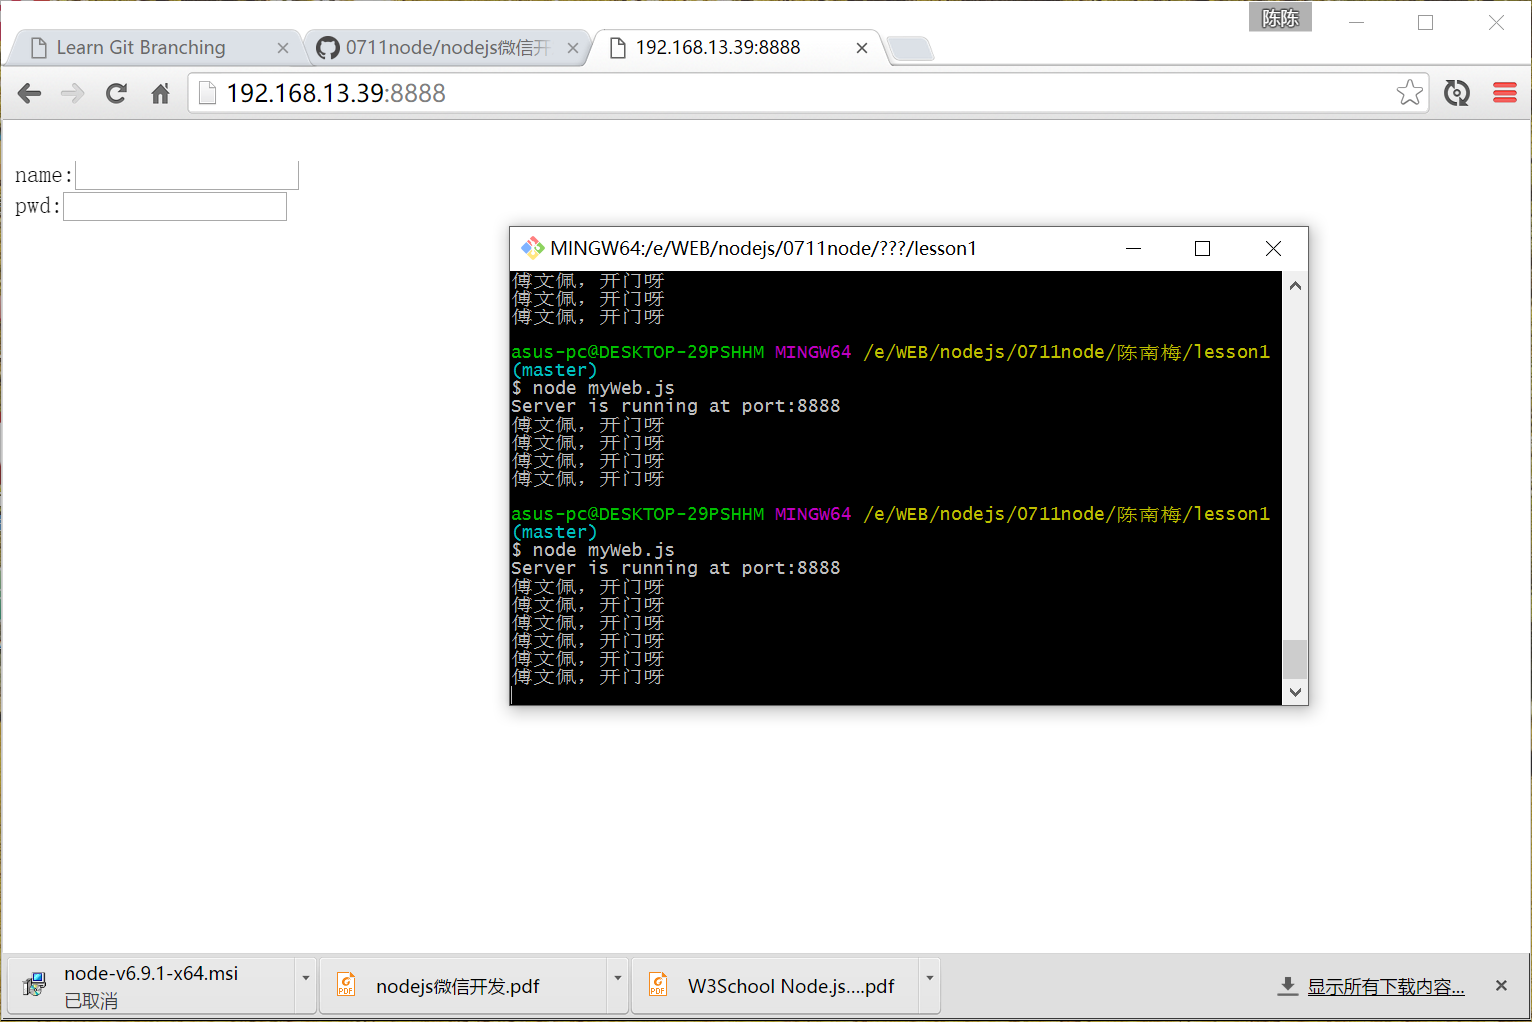 陈陈
Learn Git Branching
0711node/nodejs微信开
192.168.13.39:8888
192.168.13.39:8888
name:
pwd:
MINGW64:/e/WEB/nodejs/0711node/???/lesson1
傅文佩，开门呀
傅文佩，开门呀
傅文佩，开门呀
asus-pc@DESKTOP-29PSHHM MINGW64 /e/WEB/nodejs/0711node/陈南梅/lesson1
(master)
$ node myWeb.js
Server is running at port:8888
傅文佩，开门呀
傅文佩，开门呀
傅文佩，开门呀
傅文佩，开门呀
asus-pc@DESKTOP-29PSHHM MINGW64 /e/WEB/nodejs/0711node/陈南梅/lesson1
(master)
$ node myWeb.js
Server is running at port:8888
傅文佩，开门呀
傅文佩，开门呀
傅文佩，开门呀
傅文佩，开门呀
傅文佩，开门呀
傅文佩，开门呀
node-v6.9.1-x64.msi
已取消
nodejs微信开发.pdf
W3School Node.js....pdf
显示所有下载内容...